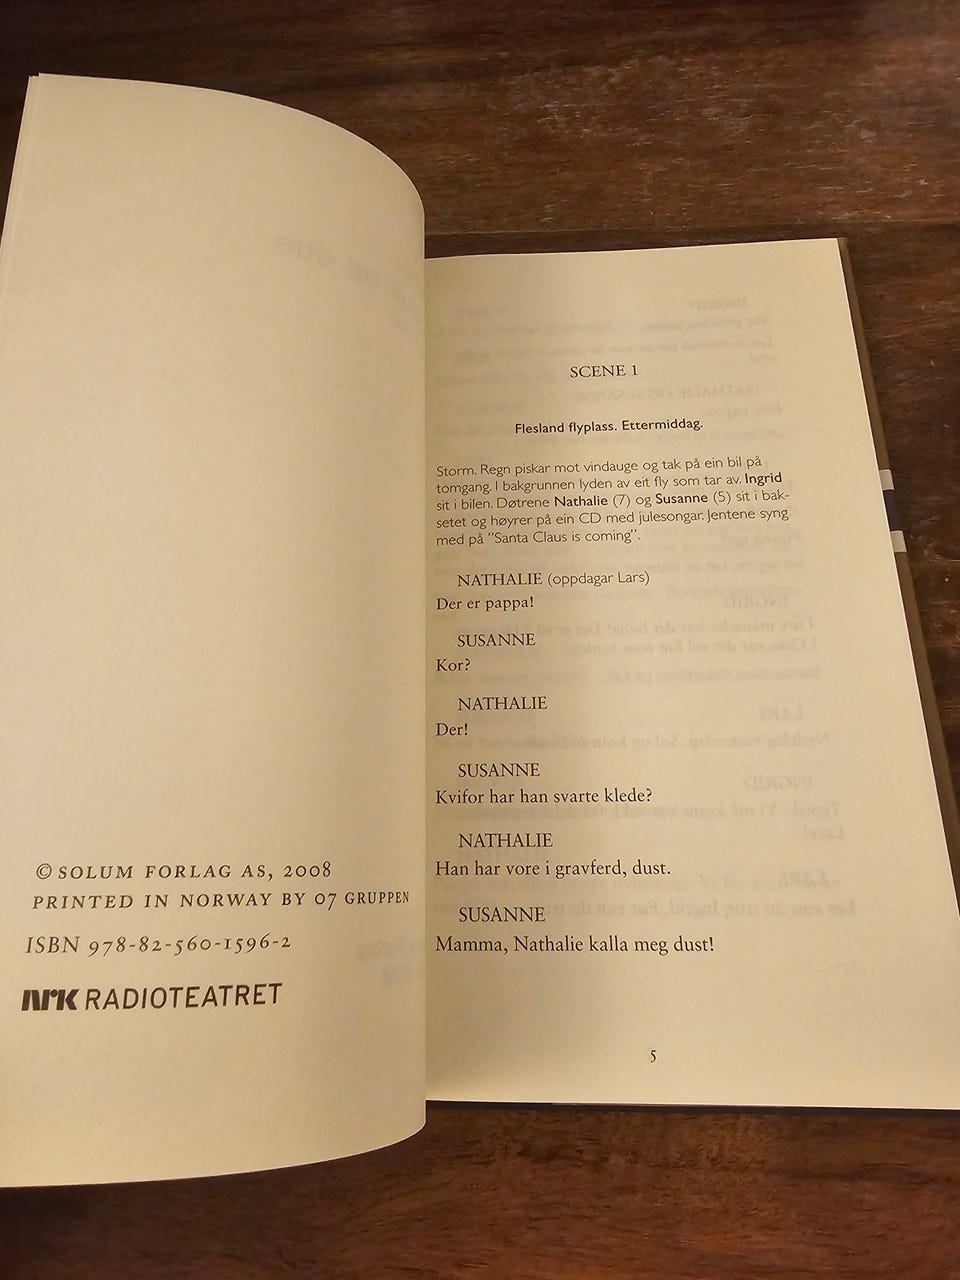 © SOLUM FORLAG AS, 2008
PRINTED IN NORWAY BY 07 GRUPPEN
ISBN 978-82-560-1596-2
nrk RADIOTEATRET
SCENE 1
Flesland flyplass. Ettermiddag.
Storm. Regn piskar mot vindauge og tak på ein bil på
tomgang. I bakgrunnen lyden av eit fly som tar av. Ingrid
sit i bilen. Døtrene Nathalie (7) og Susanne (5) sit i bak-
setet og høyrer på ein CD med julesongar. Jentene syng
med på "Santa Claus is coming".
NATHALIE (oppdagar Lars)
Der er pappa!
SUSANNE
Kor?
NATHALIE
Der!
SUSANNE
Kvifor har han svarte klede?
NATHALIE
Han har vore i gravferd, dust.
SUSANNE
Mamma, Nathalie kalla meg dust!
5